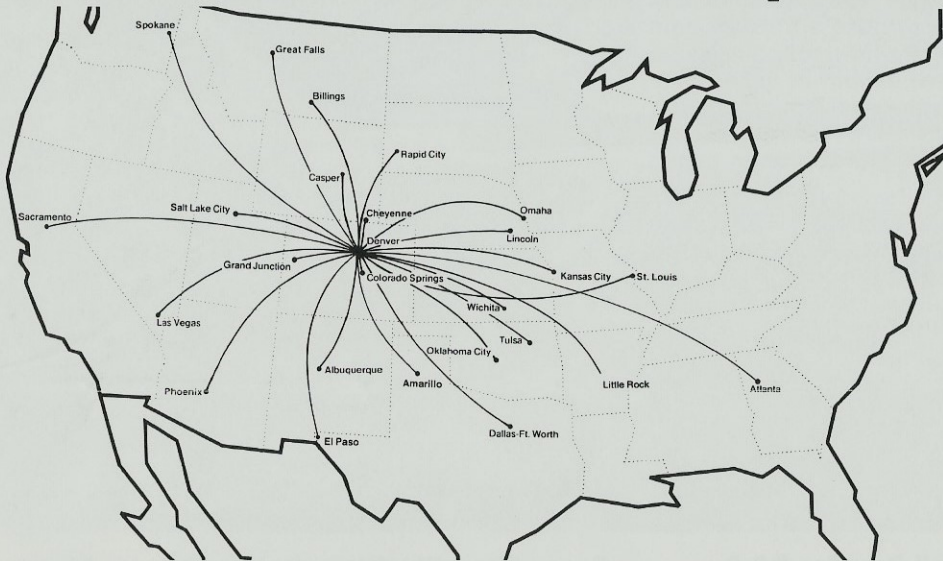 Spokane
Great Falls
Billings
Rapid City
Casper
Salt Lake City
Cheyenne
Omaha
Sacramento
Lincoln
Denver
Grand Junction
Colorado Springs
Kansas City
St. Louis
Wichita
Las Vegas
Tulsa
Oklahoma City
Albuquerque
Amarillo
Little Rock
Atlanta
Phoenix
Dallas-Ft. Worth
El Paso